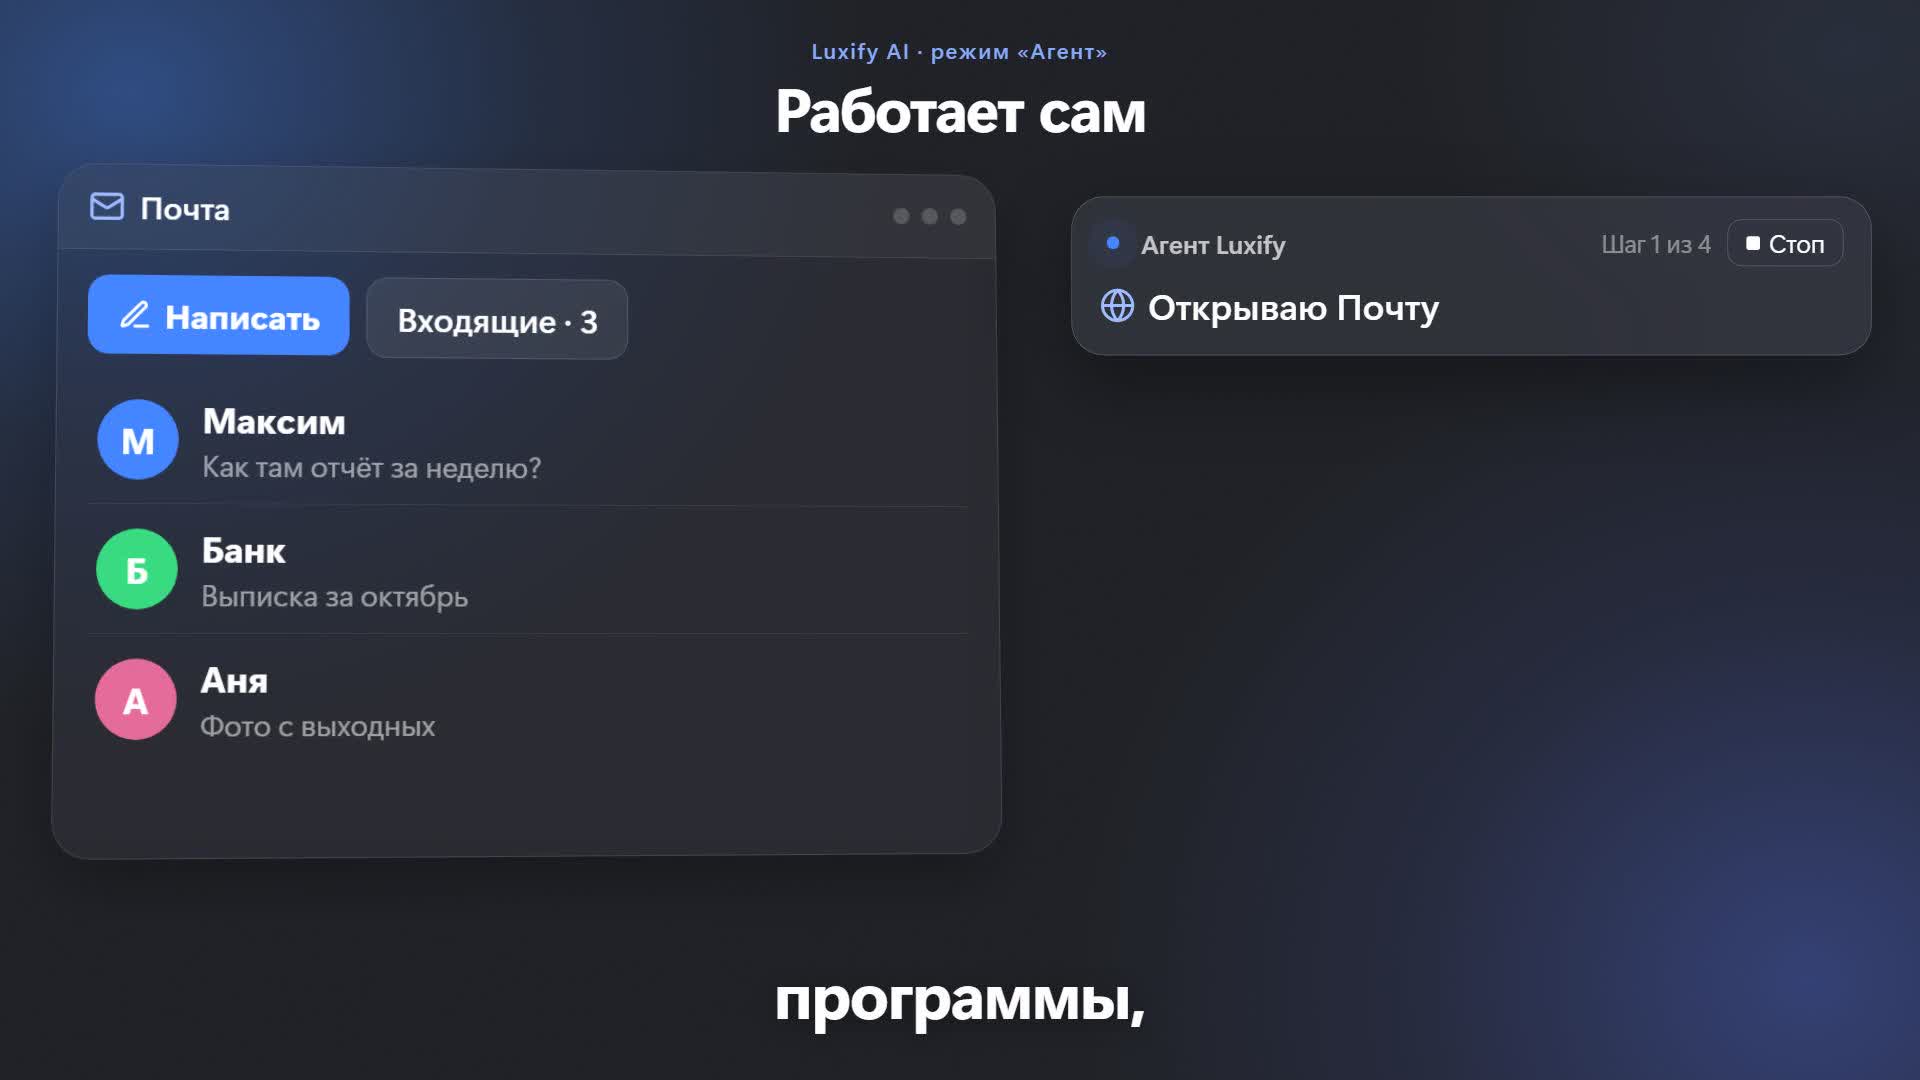 Luxify AI · режим «Агент»
Работает сам
Почта
Написать
Входящие · 3
М
Максим
Как там отчёт за неделю?
Б
Банк
Выписка за октябрь
А
Аня
Фото с выходных
Агент Luxify
Шаг 1 из 4
Стоп
Открываю Почту
программы,